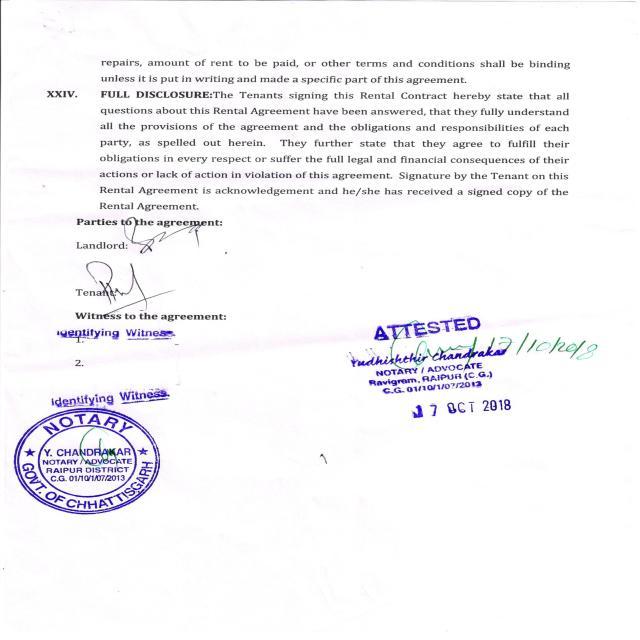 repairs, amount of rent to be paid, or other terms and conditions shall be binding
unless it is put in writing and made a specific part of this agreement.
XXIV. FULL DISCLOSURE:The Tenants signing this Rental Contract hereby state that all
questions about this Rental Agreement have been answered, that they fully understand
all the provisions of the agreement and the obligations and responsibilities of each
party, as spelled out herein. They further state that they agree to fulfill their
obligations in every respect or suffer the full legal and financial consequences of their
actions or lack of action in violation of this agreement. Signature by the Tenant on this
Rental Agreement is acknowledgement and he/she has received a signed copy of the
Rental Agreement.
Parties to the agreement:
Landlord:
Tenant:
Witness to the agreement:
Identifying Witness
1.
2.
Identifying Witness
NOTARY
Y. CHANDRAKAR
NOTARY / ADVOCATE
RAIPUR DISTRICT
C.G. 01/10/1/07/2013
GOVT. OF CHHATTISGARH
ATTESTED
17/10/2018
Yudhishthir Chandrakar
NOTARY / ADVOCATE
Ravigram, RAIPUR (C.G.)
C.G. 01/10/1/07/2013
17 OCT 2018